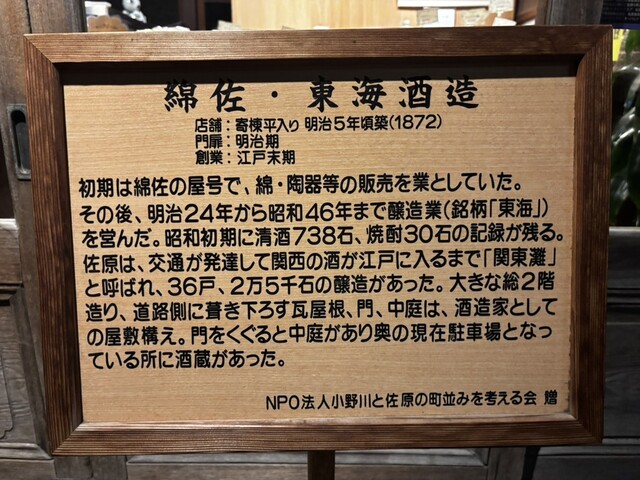 綿佐・東海酒造
店舗：寄棟平入り 明治5年頃築(1872)
門扉：明治期
創業：江戸末期
初期は綿佐の屋号で、綿・陶器等の販売を業としていた。
その後、明治24年から昭和46年まで醸造業(銘柄「東海」)
を営んだ。昭和初期に清酒738石、焼酎30石の記録が残る。
佐原は、交通が発達して関西の酒が江戸に入るまで「関東灘」
と呼ばれ、36戸、2万5千石の醸造があった。大きな総2階
造り、道路側に葺き下ろす瓦屋根、門、中庭は、酒造家として
の屋敷構え。門をくぐると中庭があり奥の現在駐車場となっ
ている所に酒蔵があった。
NPO法人小野川と佐原の町並みを考える会 贈